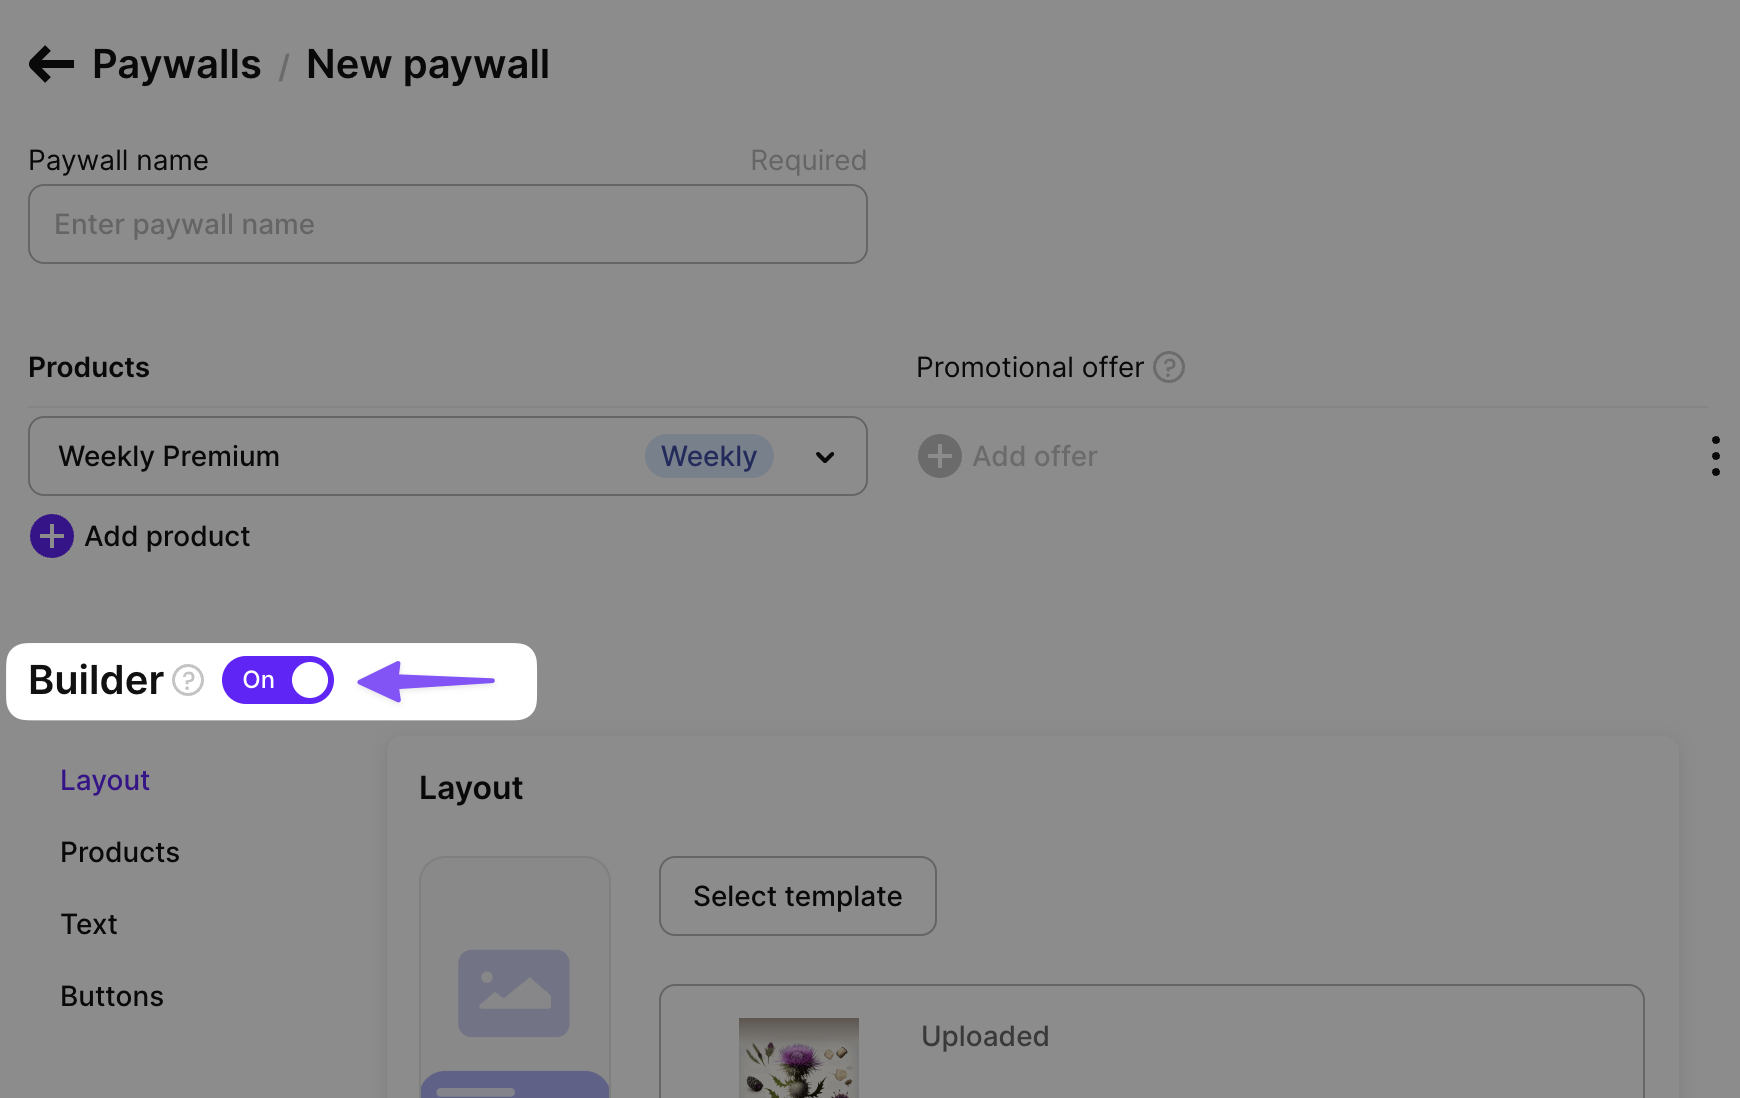 Paywalls / New paywall
Paywall name Required
Enter paywall name
Products Promotional offer ?
Weekly Premium Weekly Add offer
Add product
Builder ? On
Layout
Products
Text
Buttons
Layout
Select template
Uploaded